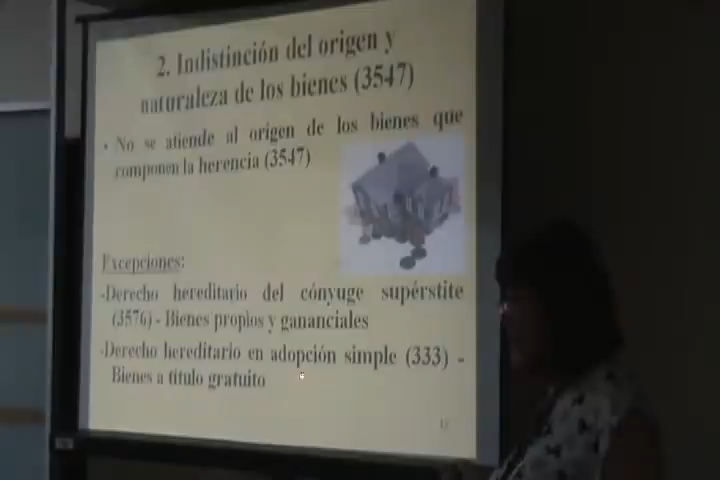 2. Indistinción del origen y
naturaleza de los bienes (3547)
• No se atiende al origen de los bienes que
componen la herencia (3547)
Excepciones:
-Derecho hereditario del cónyuge supérstite
(3576) - Bienes propios y gananciales
-Derecho hereditario en adopción simple (333) -
Bienes a título gratuito